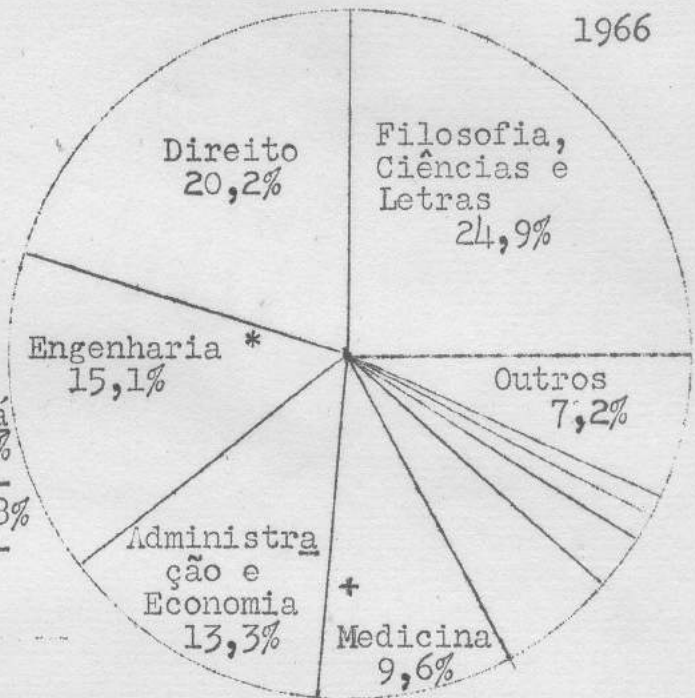 1966
Direito
20,2%
Filosofia,
Ciências e
Letras
24,9%
Engenharia *
15,1%
Outros
7,2%
á
%
8%
Administra
ção e
Economia
13,3%
+
Medicina
9,6%